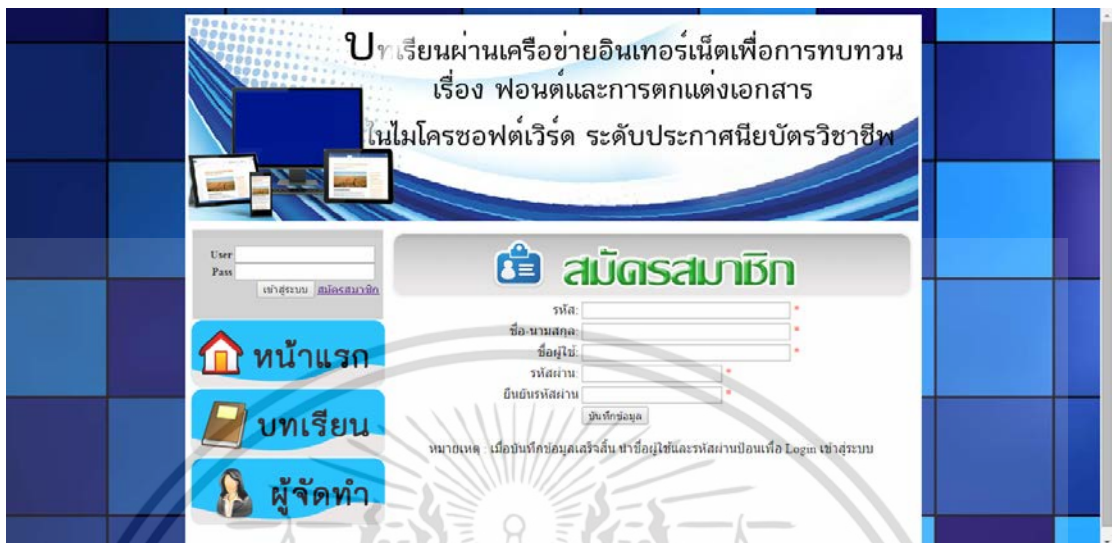 บทเรียนผ่านเครือข่ายอินเทอร์เน็ตเพื่อการทบทวน
เรื่อง ฟอนต์และการตกแต่งเอกสาร
ในไมโครซอฟต์เวิร์ด ระดับประกาศนียบัตรวิชาชีพ
User
Pass
เข้าสู่ระบบ สมัครสมาชิก
หน้าแรก
บทเรียน
ผู้จัดทำ
สมัครสมาชิก
รหัส: *
ชื่อ-นามสกุล: *
ชื่อผู้ใช้: *
รหัสผ่าน: *
ยืนยันรหัสผ่าน *
บันทึกข้อมูล
หมายเหตุ : เมื่อบันทึกข้อมูลเสร็จสิ้น นำชื่อผู้ใช้และรหัสผ่านป้อนเพื่อ Login เข้าสู่ระบบ